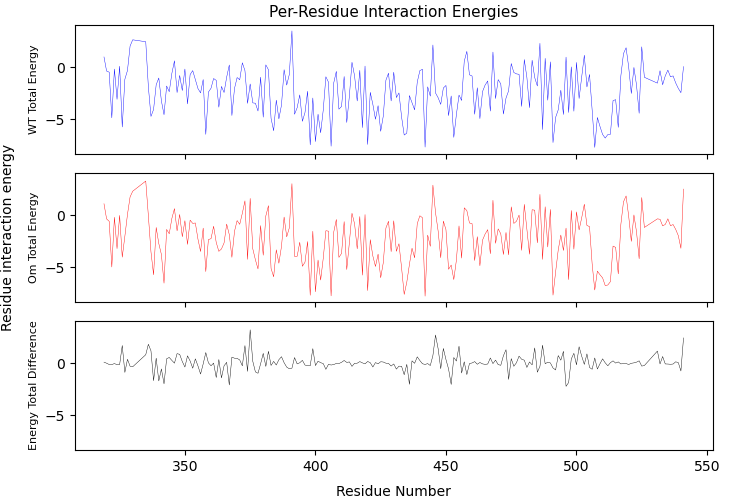 Per-Residue Interaction Energies
Residue interaction energy
WT Total Energy
0
−5
Om Total Energy
0
−5
Energy Total Difference
0
−5
350
400
450
500
550
Residue Number